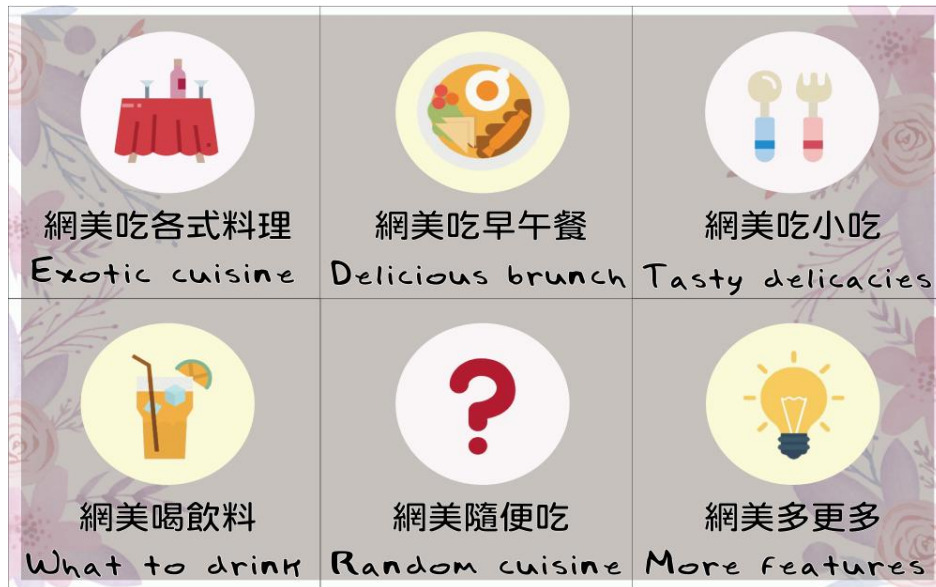 網美吃各式料理
Exotic cuisine
網美吃早午餐
Delicious brunch
網美吃小吃
Tasty delicacies
網美喝飲料
What to drink
網美隨便吃
Random cuisine
網美多更多
More features